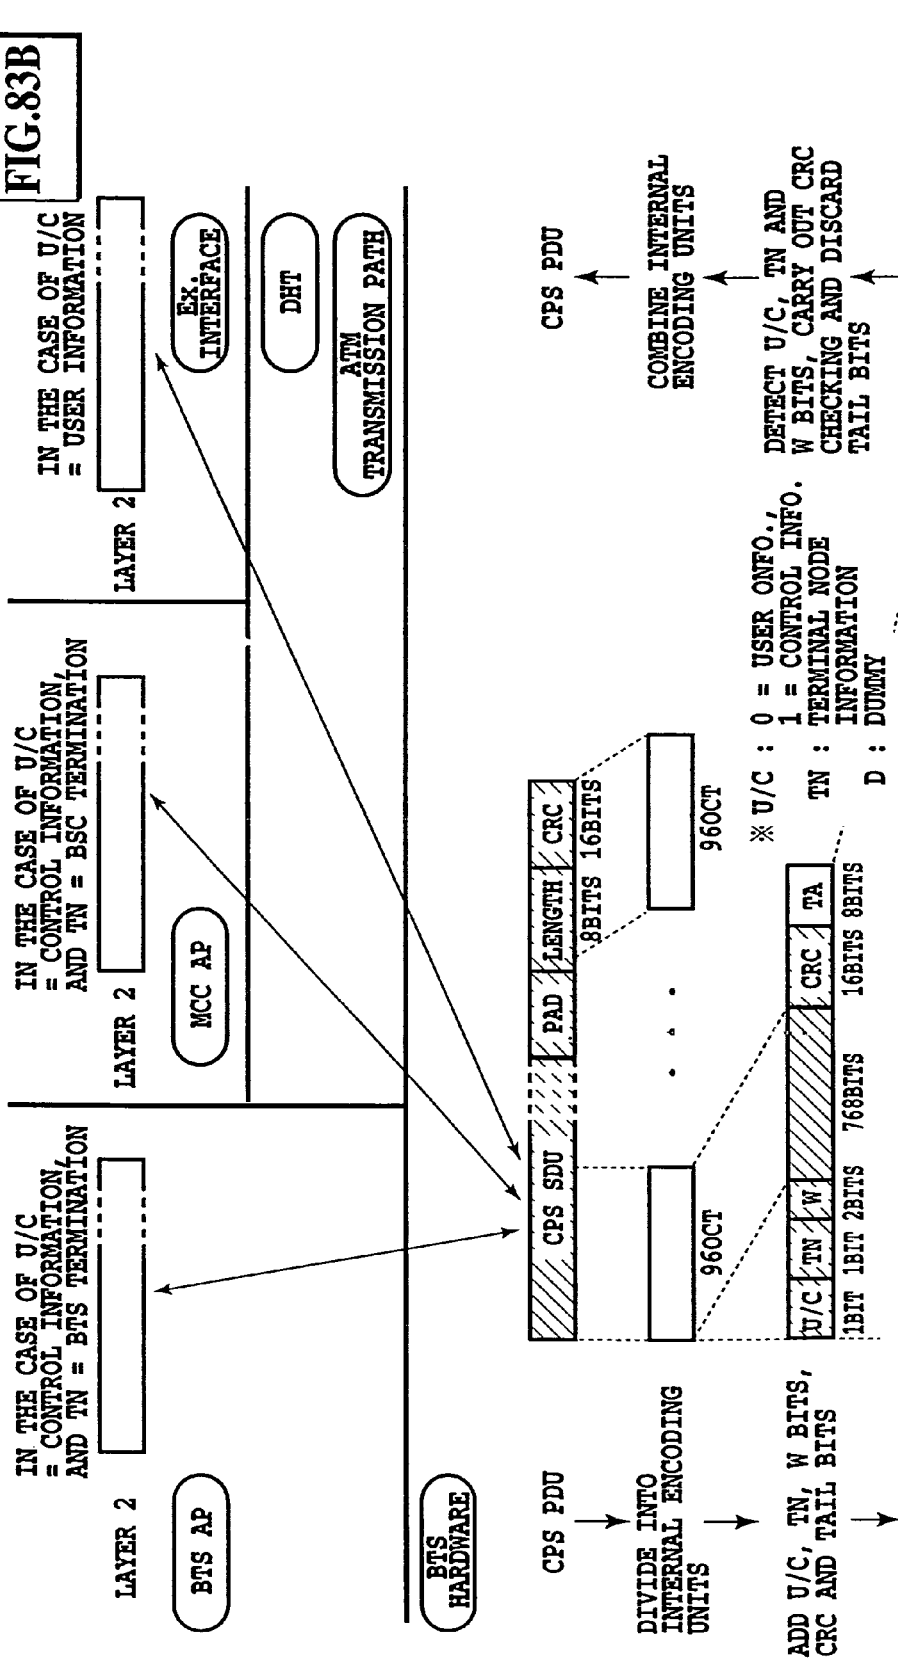 FIG.83B
IN THE CASE OF U/C
= CONTROL INFORMATION,
AND TN = BTS TERMINATION
LAYER 2
BTS AP
IN THE CASE OF U/C
= CONTROL INFORMATION,
AND TN = BSC TERMINATION
LAYER 2
MCC AP
IN THE CASE OF U/C
= USER INFORMATION
LAYER 2
EX.
INTERFACE
DHT
ATM
TRANSMISSION PATH
BTS
HARDWARE
CPS PDU
DIVIDE INTO
INTERNAL ENCODING
UNITS
ADD U/C, TN, W BITS,
CRC AND TAIL BITS
CPS SDU
PAD
LENGTH
CRC
8BITS
16BITS
96OCT
96OCT
U/C
TN
W
CRC
TA
1BIT
1BIT
2BITS
768BITS
16BITS
8BITS
※ U/C : 0 = USER ONFO.,
1 = CONTROL INFO.
TN : TERMINAL NODE
INFORMATION
D : DUMMY
CPS PDU
COMBINE INTERNAL
ENCODING UNITS
DETECT U/C, TN AND
W BITS, CARRY OUT CRC
CHECKING AND DISCARD
TAIL BITS